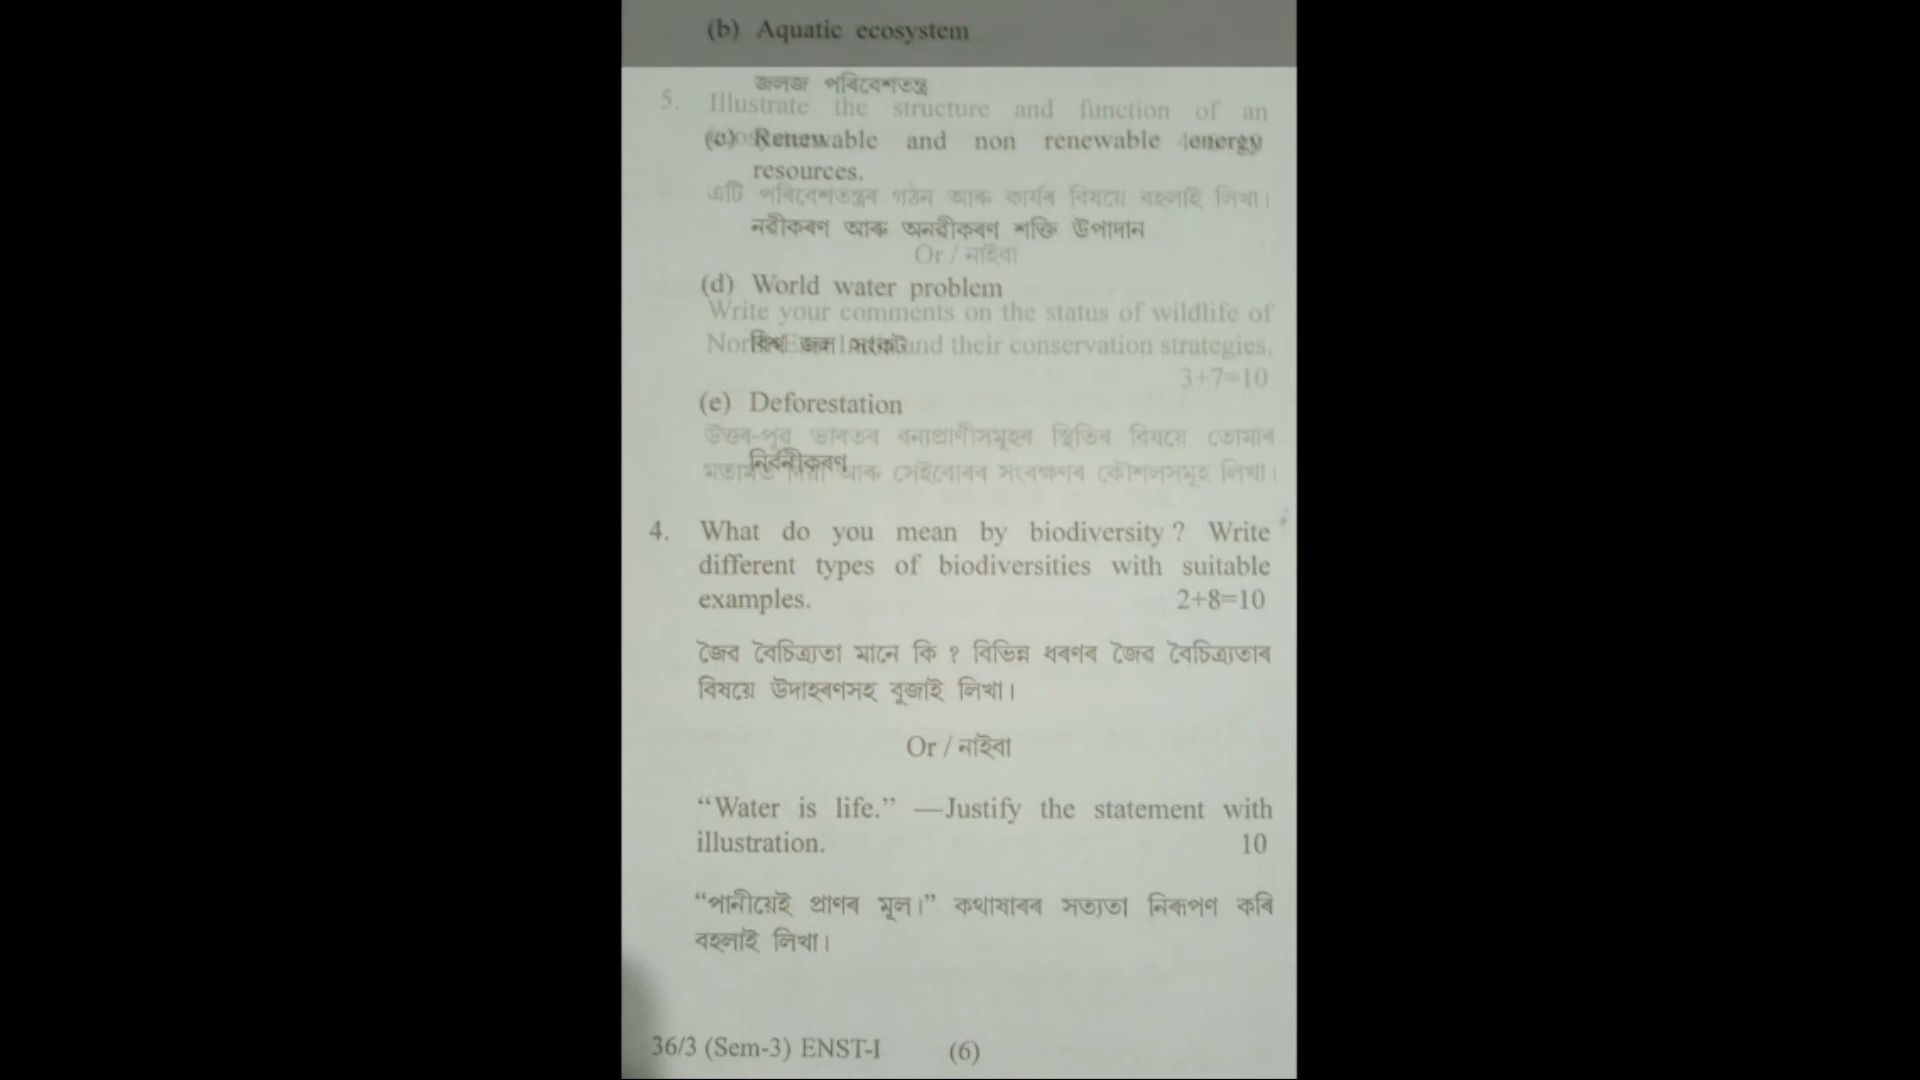 (b) Aquatic ecosystem
জলজ পৰিবেশতন্ত্ৰ
5. Illustrate the structure and function of an
(c) Renewable and non renewable energy
resources.
এটি পৰিবেশতন্ত্ৰৰ গঠন আৰু কাৰ্যৰ বিষয়ে বহলাই লিখা।
নৱীকৰণ আৰু অনৱীকৰণ শক্তি উপাদান
Or / নাইবা
(d) World water problem
Write your comments on the status of wildlife of
বিশ্ব জল সংকট
and their conservation strategies.
3+7=10
(e) Deforestation
উত্তৰ-পূব ভাৰতৰ বন্যপ্ৰাণীসমূহৰ স্থিতিৰ বিষয়ে তোমাৰ
নিৰ্বনীকৰণ
আৰু সেইবোৰৰ সংৰক্ষণৰ কৌশলসমূহ লিখা।
4. What do you mean by biodiversity ? Write
different types of biodiversities with suitable
examples. 2+8=10
জৈৱ বৈচিত্ৰ্যতা মানে কি ? বিভিন্ন ধৰণৰ জৈৱ বৈচিত্ৰ্যতাৰ
বিষয়ে উদাহৰণসহ বুজাই লিখা।
Or / নাইবা
“Water is life.” —Justify the statement with
illustration. 10
“পানীয়েই প্ৰাণৰ মূল।” কথাষাৰৰ সত্যতা নিৰূপণ কৰি
বহলাই লিখা।
36/3 (Sem-3) ENST-I (6)